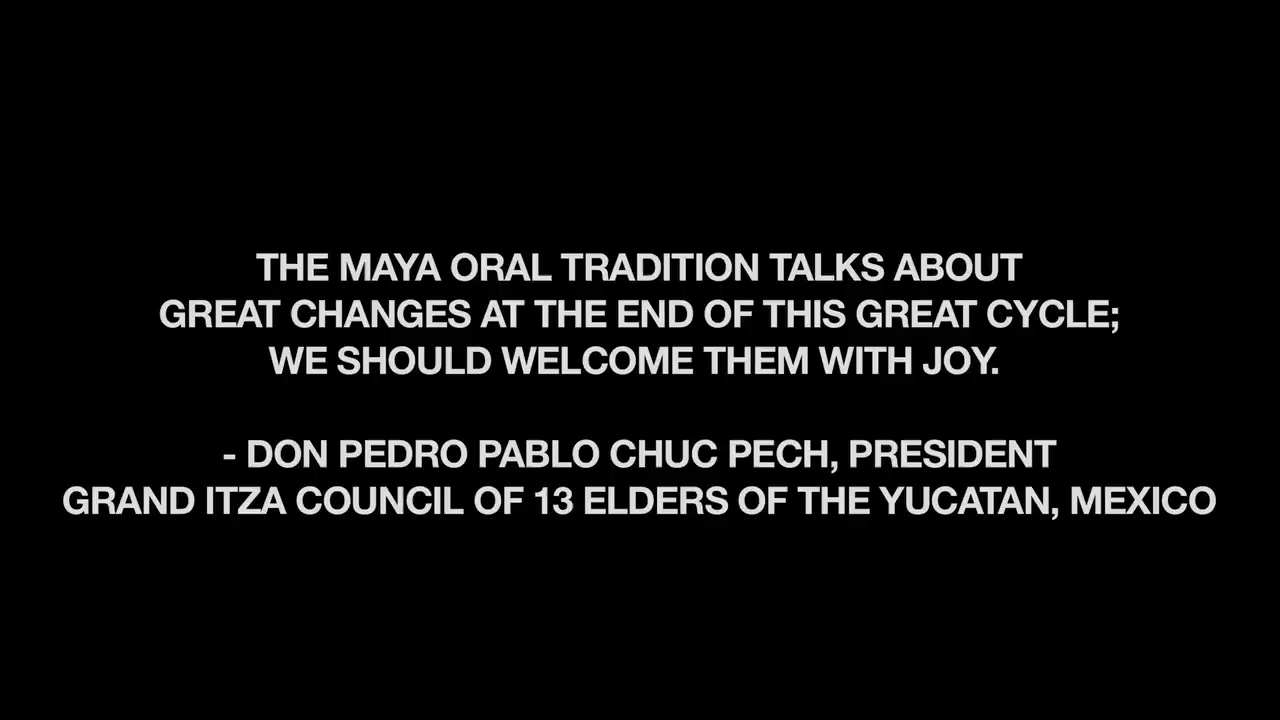 THE MAYA ORAL TRADITION TALKS ABOUT
GREAT CHANGES AT THE END OF THIS GREAT CYCLE;
WE SHOULD WELCOME THEM WITH JOY.
- DON PEDRO PABLO CHUC PECH, PRESIDENT
GRAND ITZA COUNCIL OF 13 ELDERS OF THE YUCATAN, MEXICO